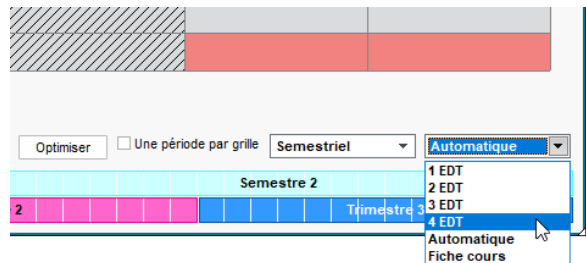 Optimiser Une période par grille Semestriel Automatique
1 EDT
Semestre 2 2 EDT
2 Trimestre 3 3 EDT
4 EDT
Automatique
Fiche cours